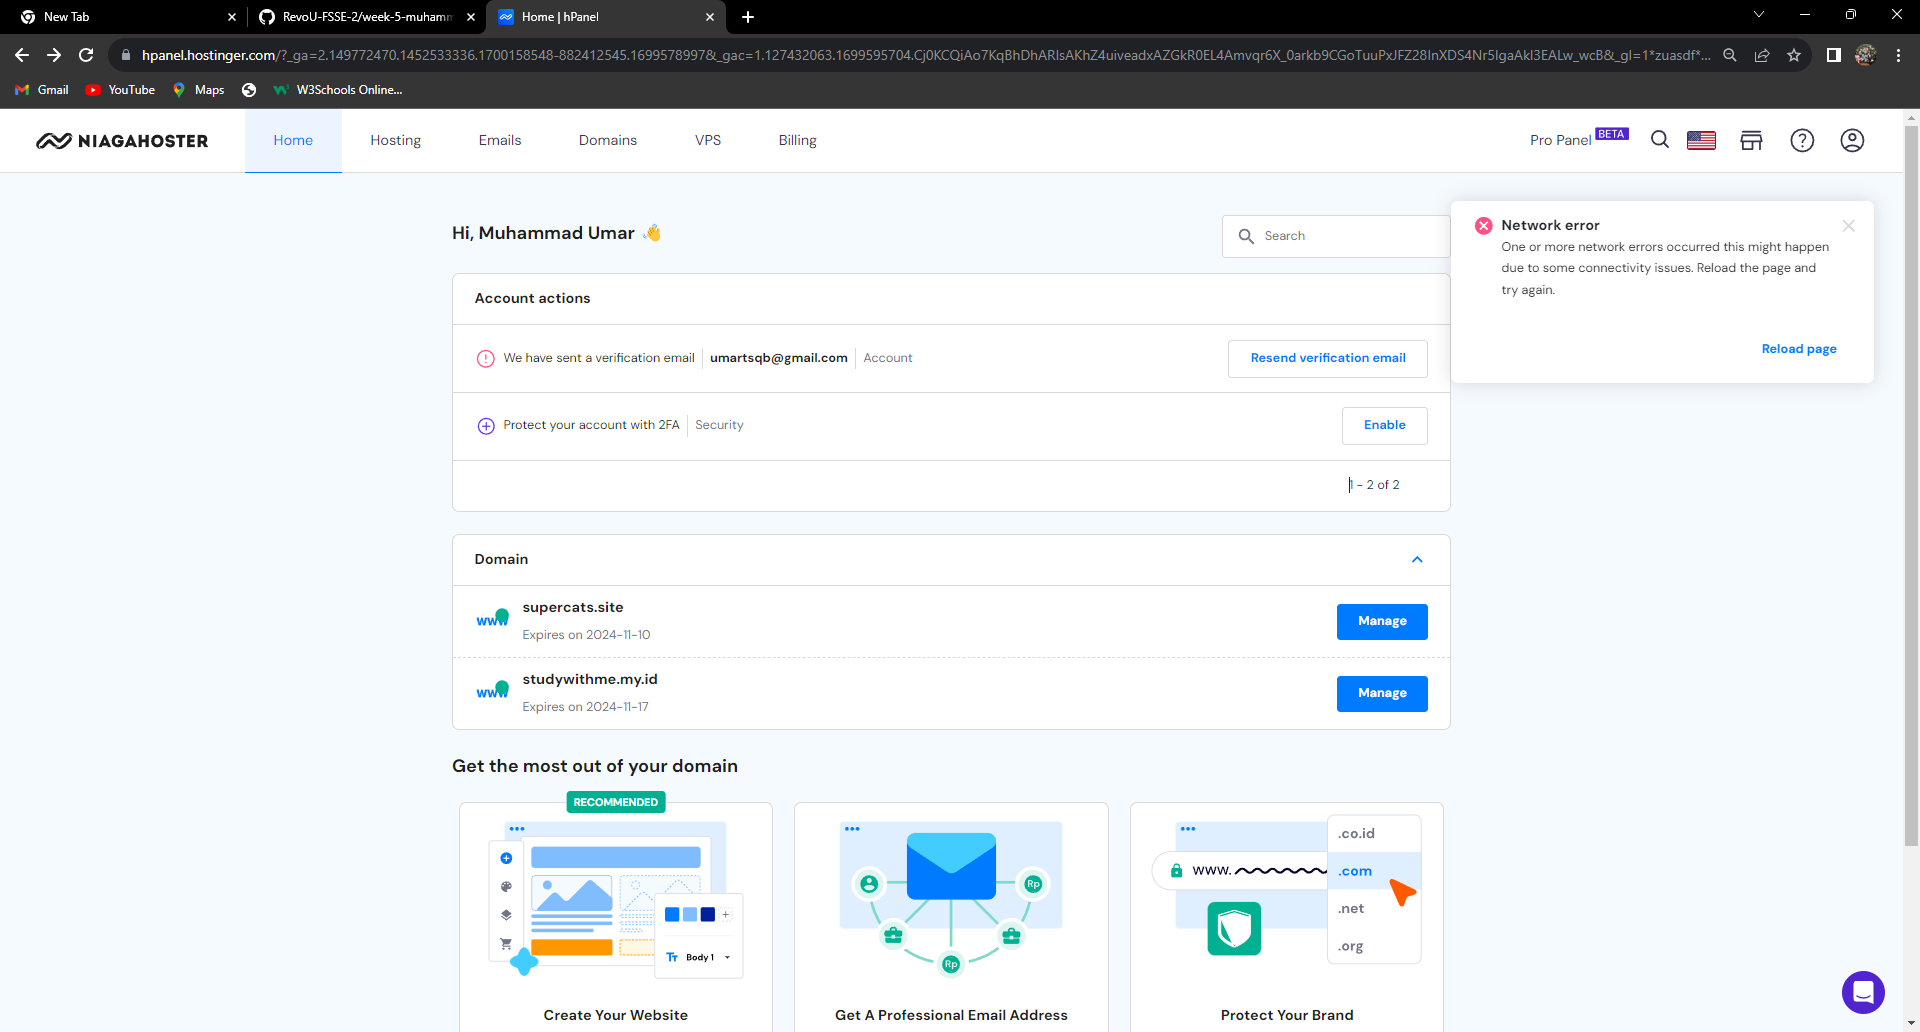 New Tab
RevoU-FSSE-2/week-5-muhamm
Home | hPanel
hpanel.hostinger.com/?_ga=2.149772470.1452533336.1700158548-882412545.1699578997&_gac=1.127432063.1699595704.Cj0KCQiAo7KqBhDhARIsAKhZ4uiveadxAZGkR0EL4Amvqr6X_0arkb9CGoTuuPxJFZ28InXDS4Nr5IgaAkI3EALw_wcB&_gl=1*zuasdf*...
Gmail
YouTube
Maps
W3Schools Online...
NIAGAHOSTER
Home
Hosting
Emails
Domains
VPS
Billing
Pro Panel BETA
Hi, Muhammad Umar 👋
Search
Network error
One or more network errors occurred this might happen
due to some connectivity issues. Reload the page and
try again.
Reload page
Account actions
We have sent a verification email | umartsqb@gmail.com | Account
Resend verification email
Protect your account with 2FA | Security
Enable
1 - 2 of 2
Domain
www
supercats.site
Expires on 2024-11-10
Manage
www
studywithme.my.id
Expires on 2024-11-17
Manage
Get the most out of your domain
RECOMMENDED
TT Body 1
Create Your Website
Rp
Rp
Get A Professional Email Address
www.
.co.id
.com
.net
.org
Protect Your Brand